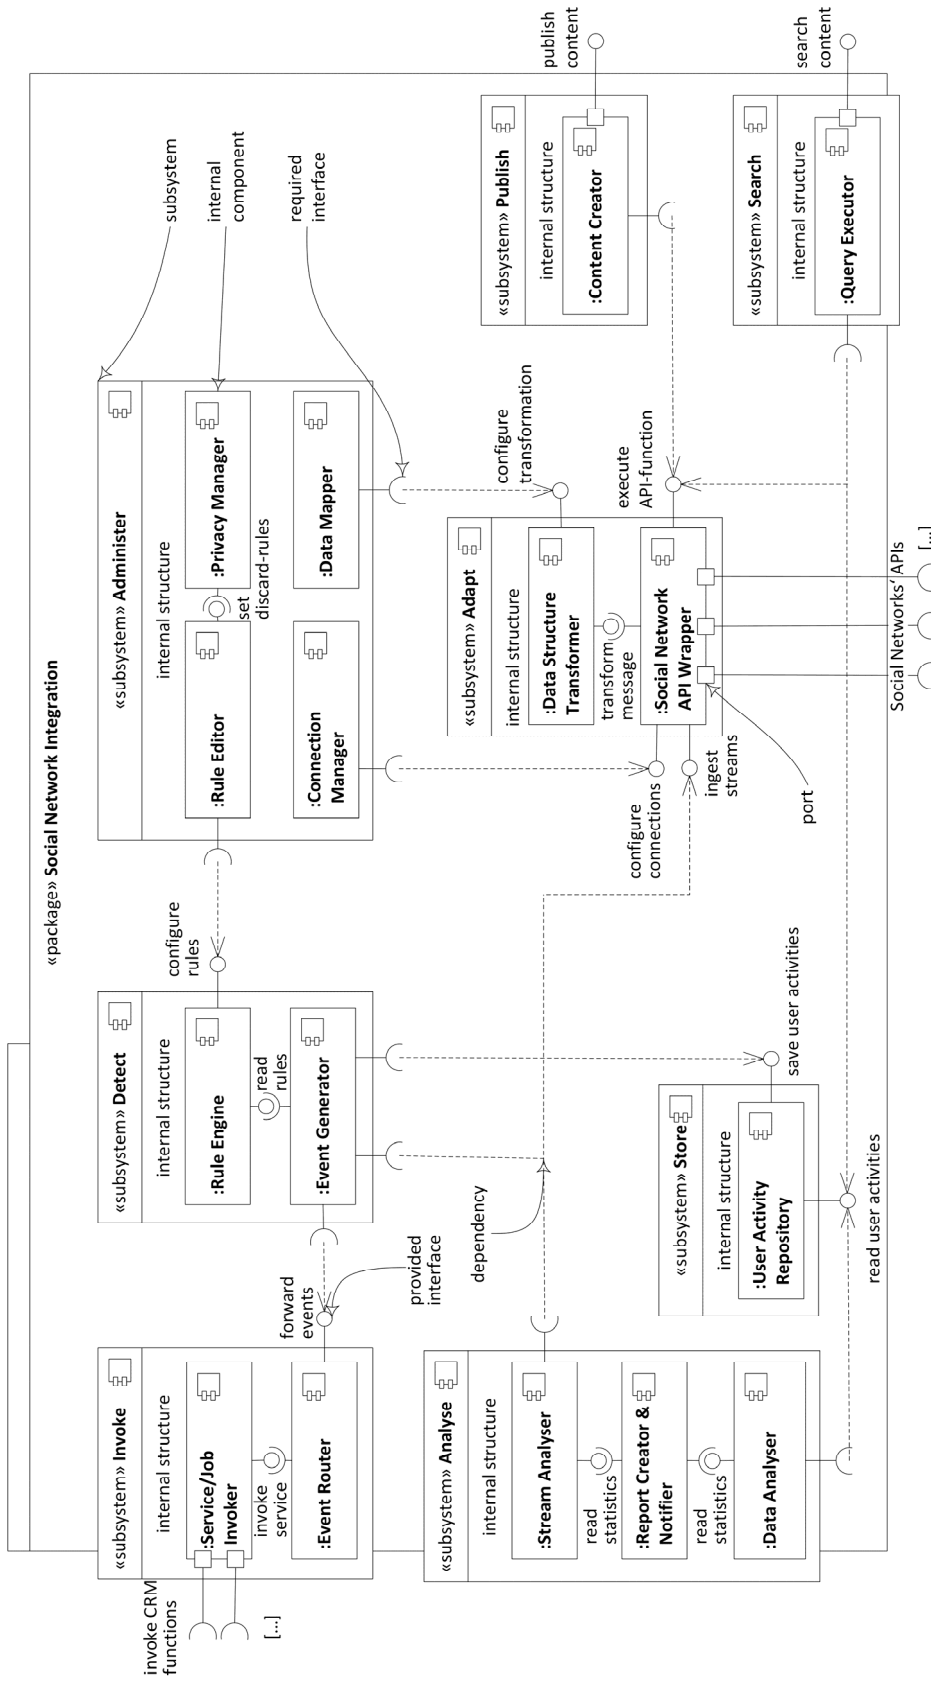 «package» Social Network Integration
invoke CRM
functions
[...]
«subsystem» Invoke
internal structure
:Service/Job
Invoker
invoke
service
:Event Router
forward
events
provided
interface
«subsystem» Detect
internal structure
:Rule Engine
read
rules
:Event Generator
configure
rules
«subsystem» Administer
internal structure
:Rule Editor
set
discard-rules
:Privacy Manager
:Connection
Manager
:Data Mapper
subsystem
internal
component
required
interface
«subsystem» Analyse
internal structure
:Stream Analyser
read
statistics
:Report Creator &
Notifier
read
statistics
:Data Analyser
dependency
«subsystem» Store
internal structure
:User Activity
Repository
save user activities
read user activities
configure
connections
ingest
streams
port
«subsystem» Adapt
internal structure
:Data Structure
Transformer
transform
message
:Social Network
API Wrapper
configure
transformation
execute
API-function
Social Networks‘ APIs
[...]
«subsystem» Publish
internal structure
:Content Creator
publish
content
«subsystem» Search
internal structure
:Query Executor
search
content